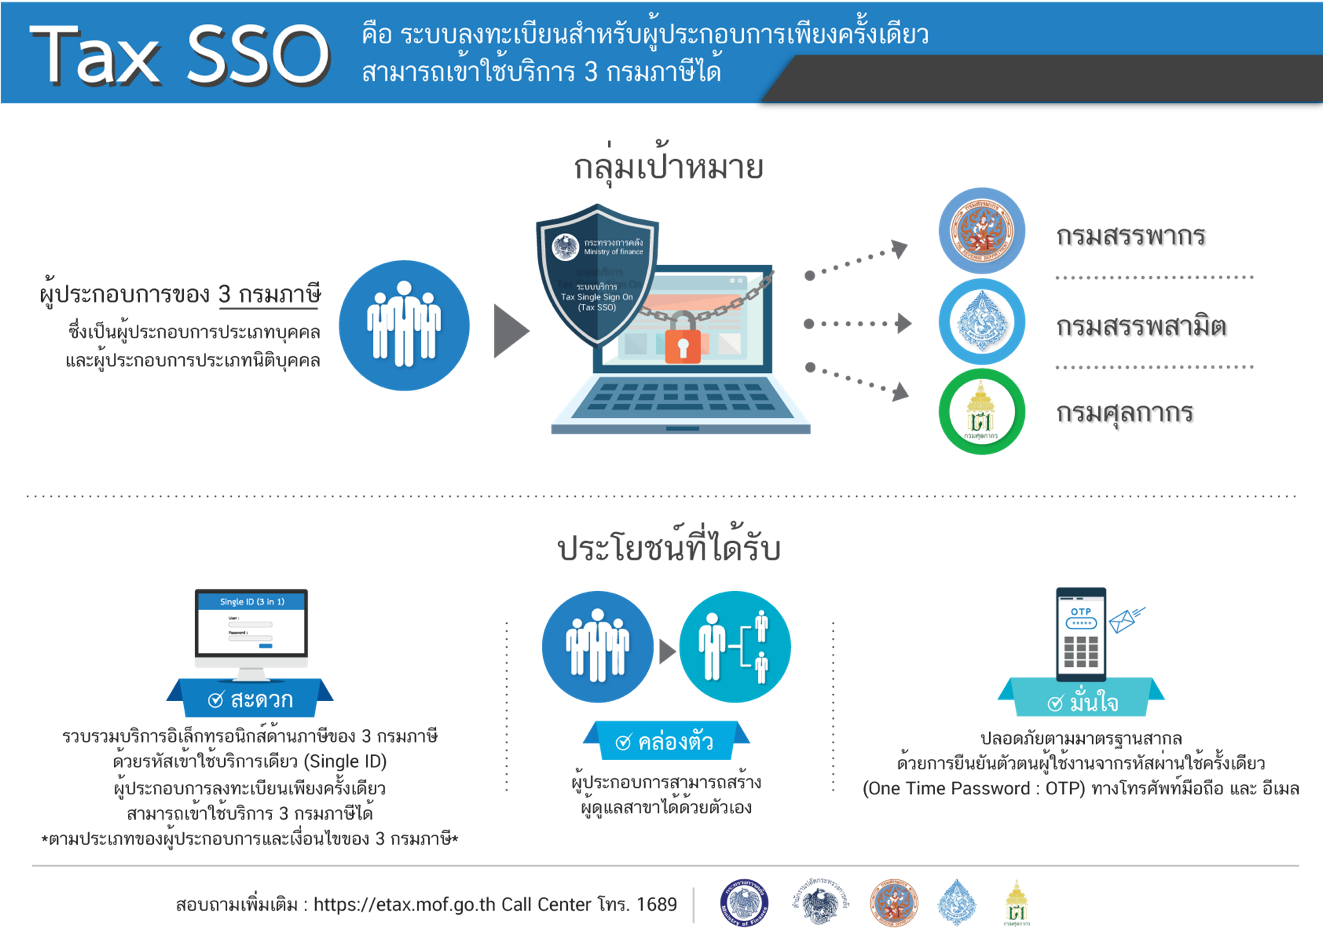 Tax SSO
คือ ระบบลงทะเบียนสำหรับผู้ประกอบการเพียงครั้งเดียว
สามารถเข้าใช้บริการ 3 กรมภาษีได้
กลุ่มเป้าหมาย
ผู้ประกอบการของ 3 กรมภาษี
ซึ่งเป็นผู้ประกอบการประเภทบุคคล
และผู้ประกอบการประเภทนิติบุคคล
กระทรวงการคลัง
Ministry of finance
ระบบบริการ
Tax Single Sign On
(Tax SSO)
กรมสรรพากร
กรมสรรพสามิต
กรมศุลกากร
กรมศุลกากร
ประโยชน์ที่ได้รับ
Single ID (3 in 1)
User :
Password :
สะดวก
รวบรวมบริการอิเล็กทรอนิกส์ด้านภาษีของ 3 กรมภาษี
ด้วยรหัสเข้าใช้บริการเดียว (Single ID)
ผู้ประกอบการลงทะเบียนเพียงครั้งเดียว
สามารถเข้าใช้บริการ 3 กรมภาษีได้
*ตามประเภทของผู้ประกอบการและเงื่อนไขของ 3 กรมภาษี*
คล่องตัว
ผู้ประกอบการสามารถสร้าง
ผู้ดูแลสาขาได้ด้วยตัวเอง
OTP
มั่นใจ
ปลอดภัยตามมาตรฐานสากล
ด้วยการยืนยันตัวตนผู้ใช้งานจากรหัสผ่านใช้ครั้งเดียว
(One Time Password : OTP) ทางโทรศัพท์มือถือ และ อีเมล
สอบถามเพิ่มเติม : https://etax.mof.go.th Call Center โทร. 1689
Ministry of Finance
กรมศุลกากร